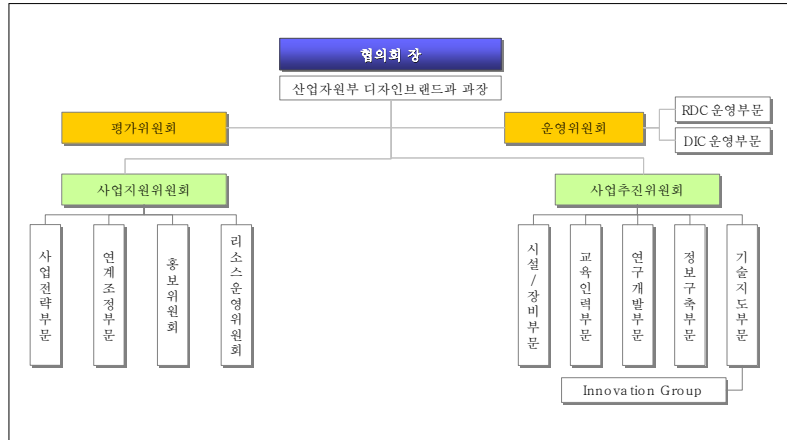 협의회 장
산업자원부 디자인브랜드과 과장
평가위원회
운영위원회
RDC 운영부문
DIC 운영부문
사업지원위원회
사업추진위원회
사업전략부문
연계조정부문
홍보위원회
리소스운영위원회
시설/장비부문
교육인력부문
연구개발부문
정보구축부문
기술지도부문
Innovation Group